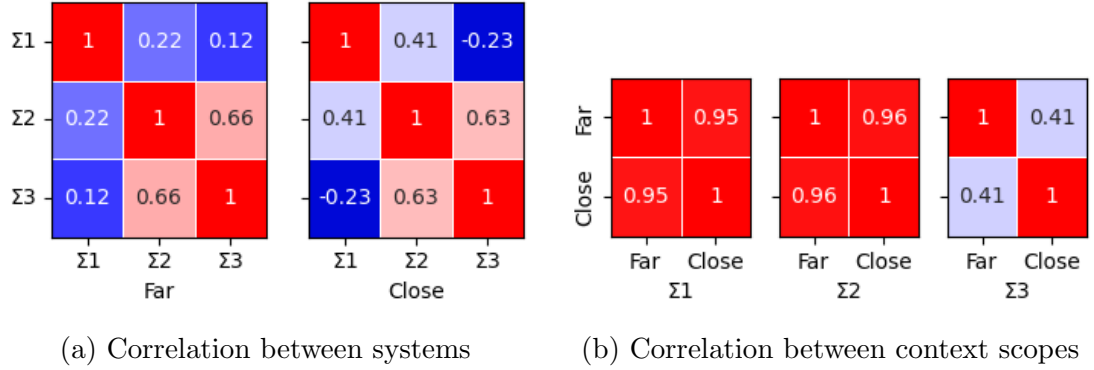 Σ1 1 0.22 0.12 1 0.41 -0.23
Σ2 0.22 1 0.66 0.41 1 0.63
Σ3 0.12 0.66 1 -0.23 0.63 1
Σ1 Σ2 Σ3 Σ1 Σ2 Σ3
Far Close
Far 1 0.95 1 0.96 1 0.41
Close 0.95 1 0.96 1 0.41 1
Far Close Far Close Far Close
Σ1 Σ2 Σ3
(a) Correlation between systems
(b) Correlation between context scopes